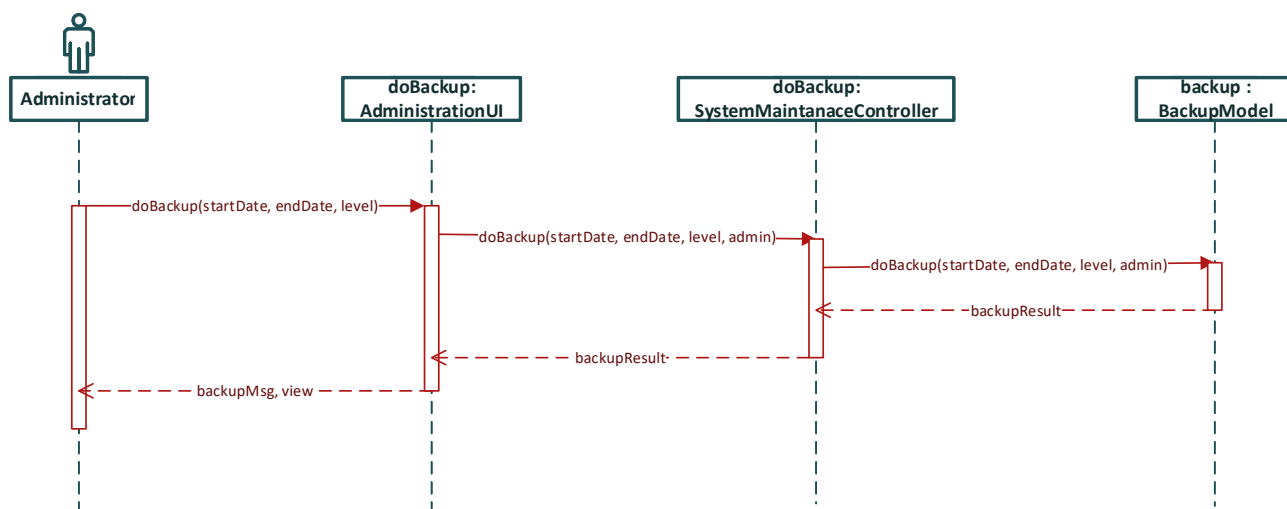 Administrator
doBackup:
AdministrationUI
doBackup:
SystemMaintanaceController
backup :
BackupModel
doBackup(startDate, endDate, level)
doBackup(startDate, endDate, level, admin)
doBackup(startDate, endDate, level, admin)
backupResult
backupResult
backupMsg, view